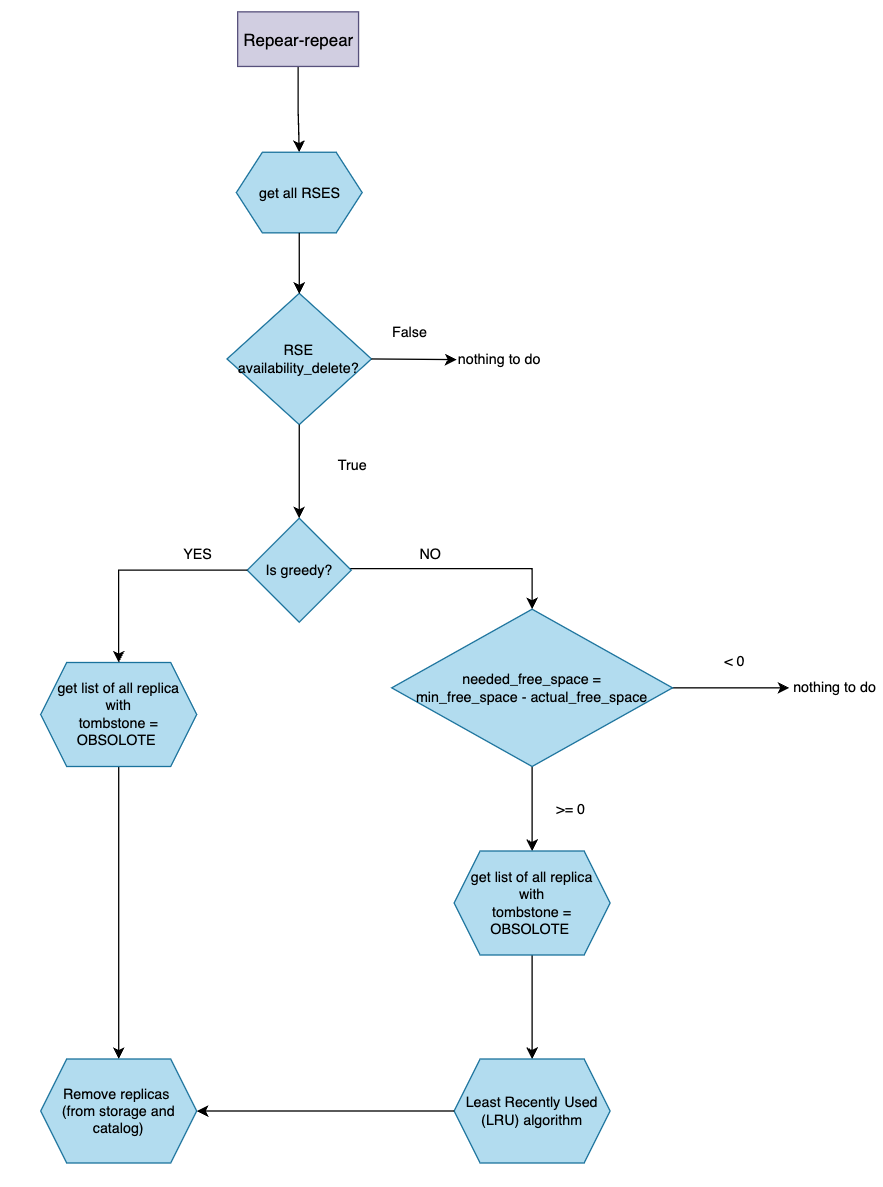 Repear-repear
get all RSES
RSE
availability_delete?
False
nothing to do
True
Is greedy?
YES
NO
get list of all replica
with
tombstone =
OBSOLOTE
needed_free_space =
min_free_space - actual_free_space
< 0
nothing to do
>= 0
get list of all replica
with
tombstone =
OBSOLOTE
Least Recently Used
(LRU) algorithm
Remove replicas
(from storage and
catalog)